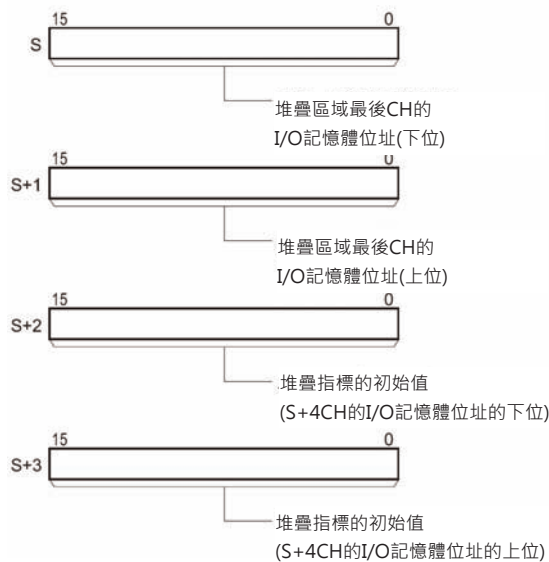 15 0
S
堆疊區域最後CH的
I/O記憶體位址(下位)
15 0
S+1
堆疊區域最後CH的
I/O記憶體位址(上位)
15 0
S+2
堆疊指標的初始值
(S+4CH的I/O記憶體位址的下位)
15 0
S+3
堆疊指標的初始值
(S+4CH的I/O記憶體位址的上位)